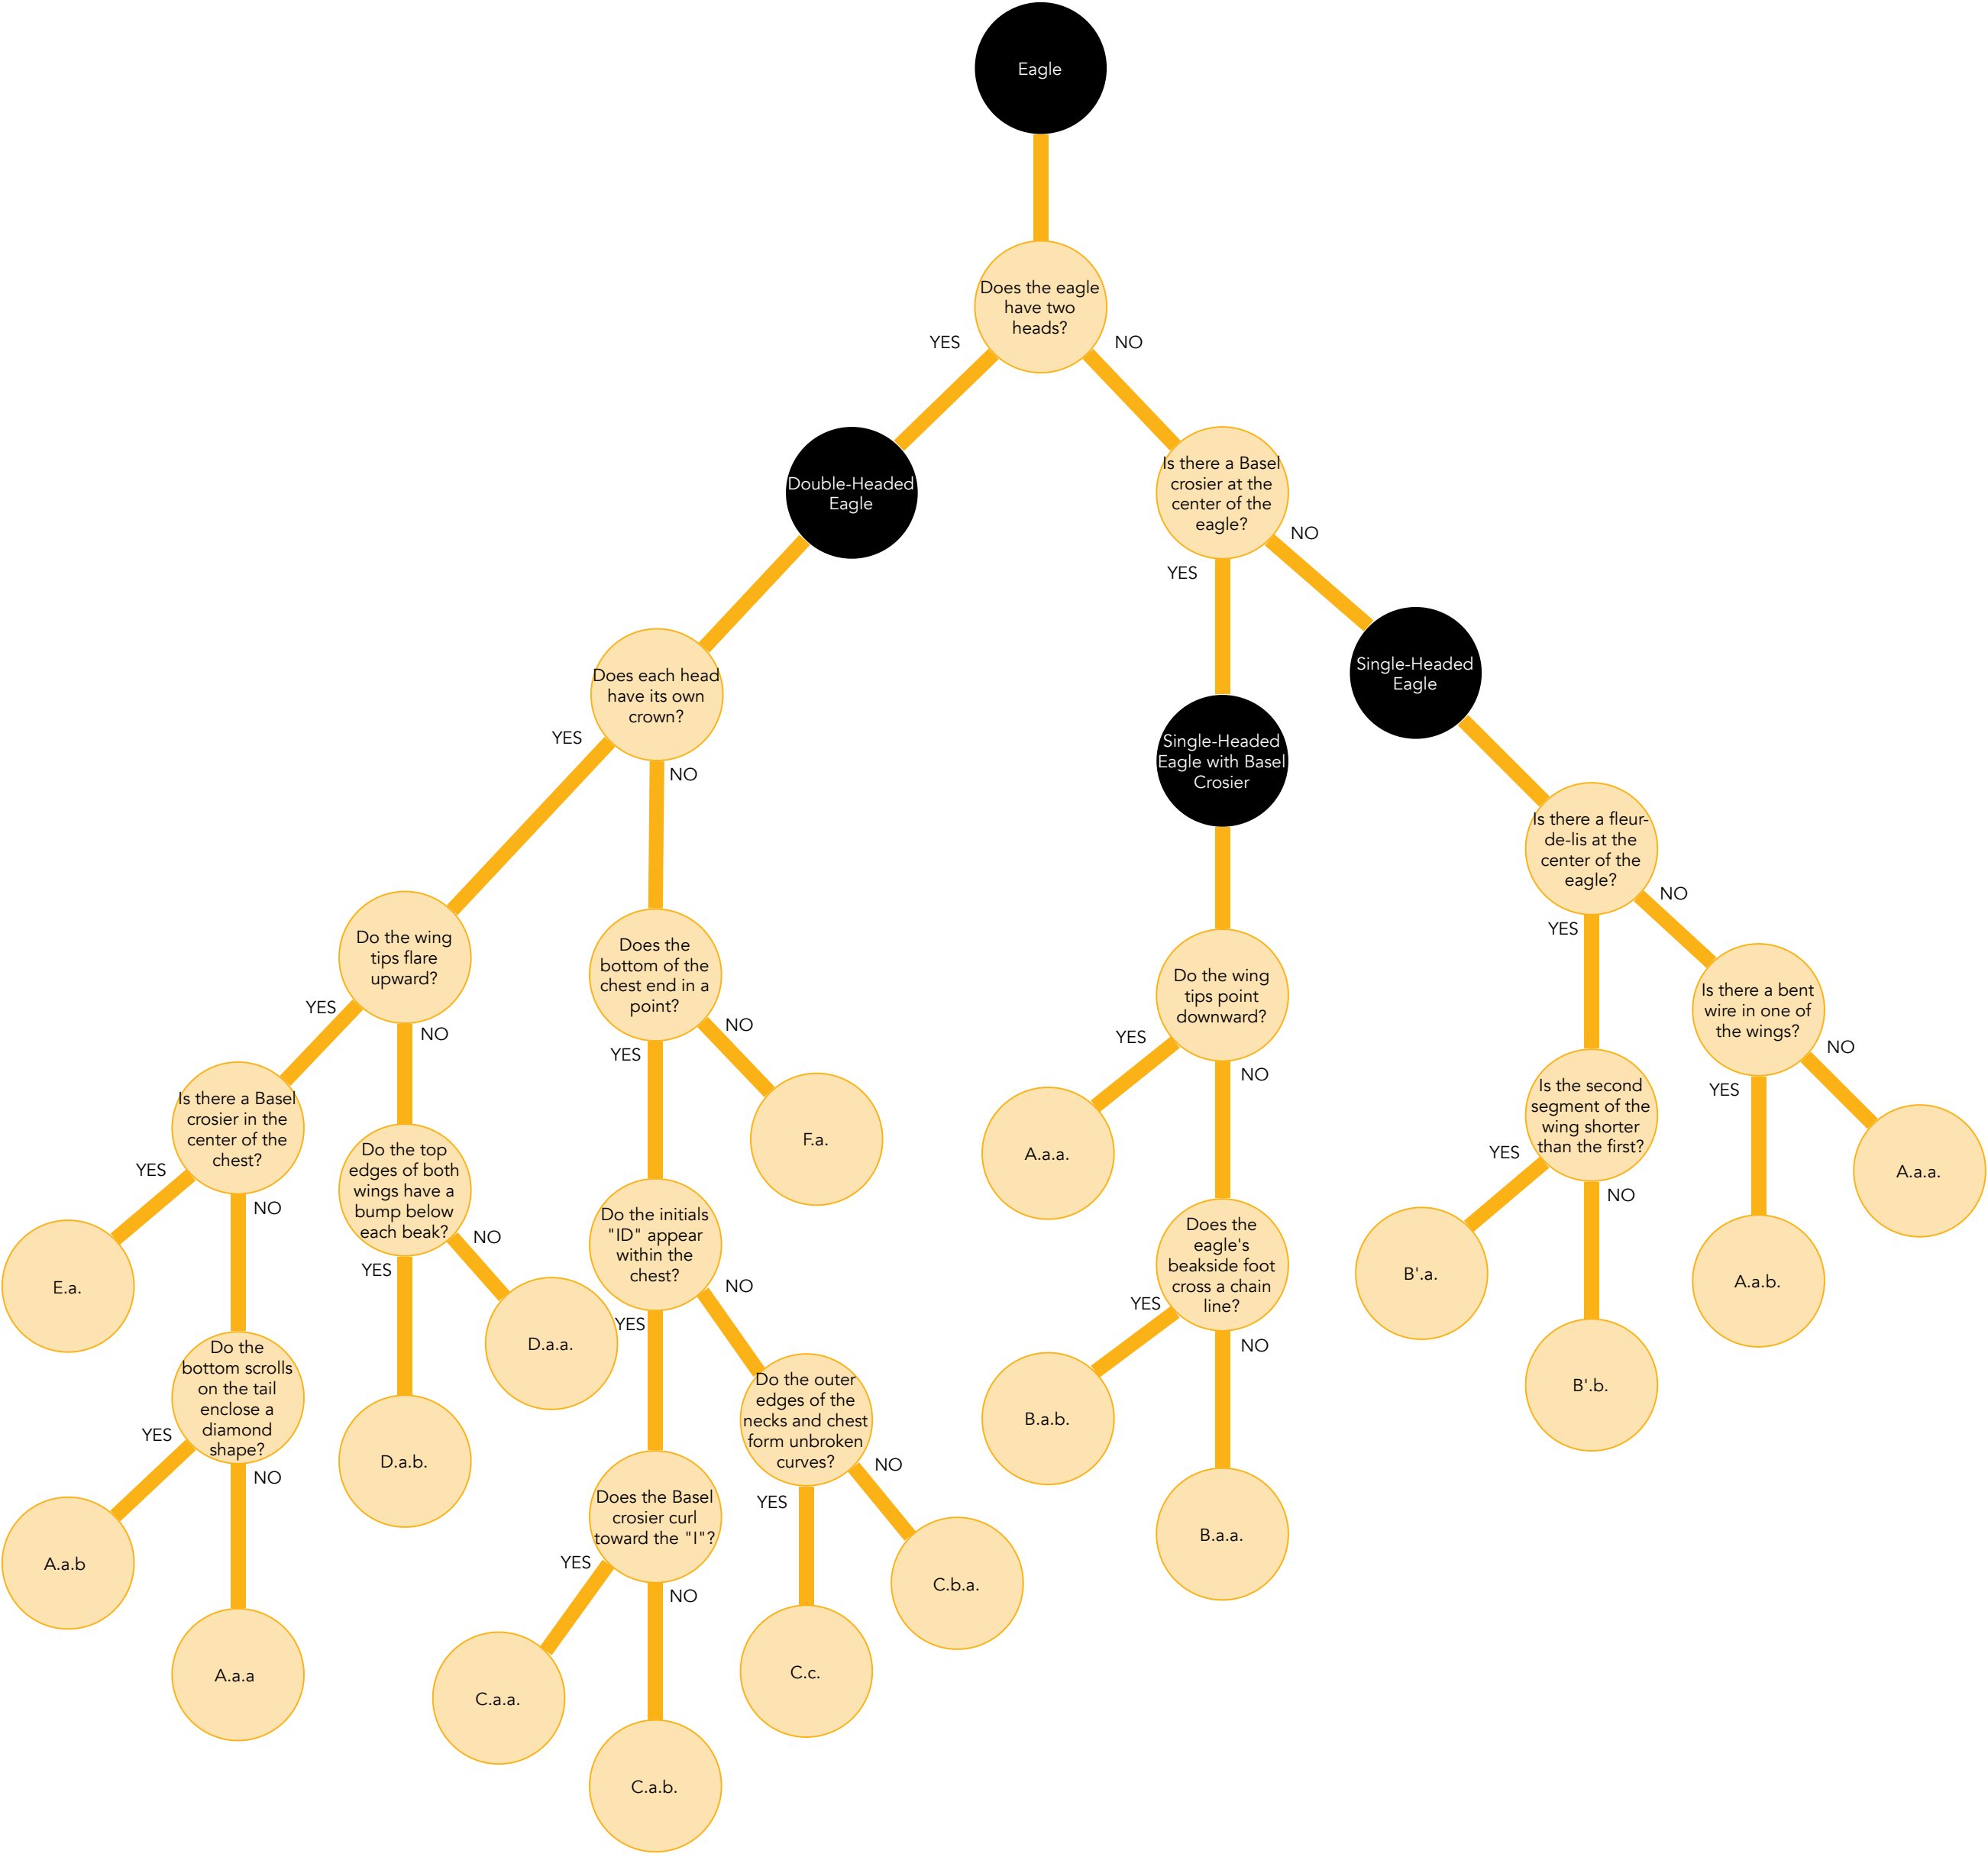 Eagle
Does the eagle
have two
heads?
YES
NO
Double-Headed
Eagle
Is there a Basel
crosier at the
center of the
eagle?
NO
YES
Does each head
have its own
crown?
YES
NO
Single-Headed
Eagle with Basel
Crosier
Single-Headed
Eagle
Is there a fleur-
de-lis at the
center of the
eagle?
NO
YES
Do the wing
tips flare
upward?
YES
NO
Does the
bottom of the
chest end in a
point?
NO
YES
Do the wing
tips point
downward?
YES
NO
Is there a bent
wire in one of
the wings?
NO
YES
Is there a Basel
crosier in the
center of the
chest?
YES
NO
Do the top
edges of both
wings have a
bump below
each beak?
NO
YES
F.a.
A.a.a.
Is the second
segment of the
wing shorter
than the first?
YES
NO
A.a.a.
E.a.
Do the initials
"ID" appear
within the
chest?
NO
YES
Does the
eagle's
beakside foot
cross a chain
line?
YES
NO
B'.a.
A.a.b.
Do the
bottom scrolls
on the tail
enclose a
diamond
shape?
YES
NO
D.a.a.
D.a.b.
Do the outer
edges of the
necks and chest
form unbroken
curves?
NO
YES
B.a.b.
B'.b.
Does the Basel
crosier curl
toward the "I"?
YES
NO
B.a.a.
A.a.b
A.a.a
C.b.a.
C.c.
C.a.a.
C.a.b.